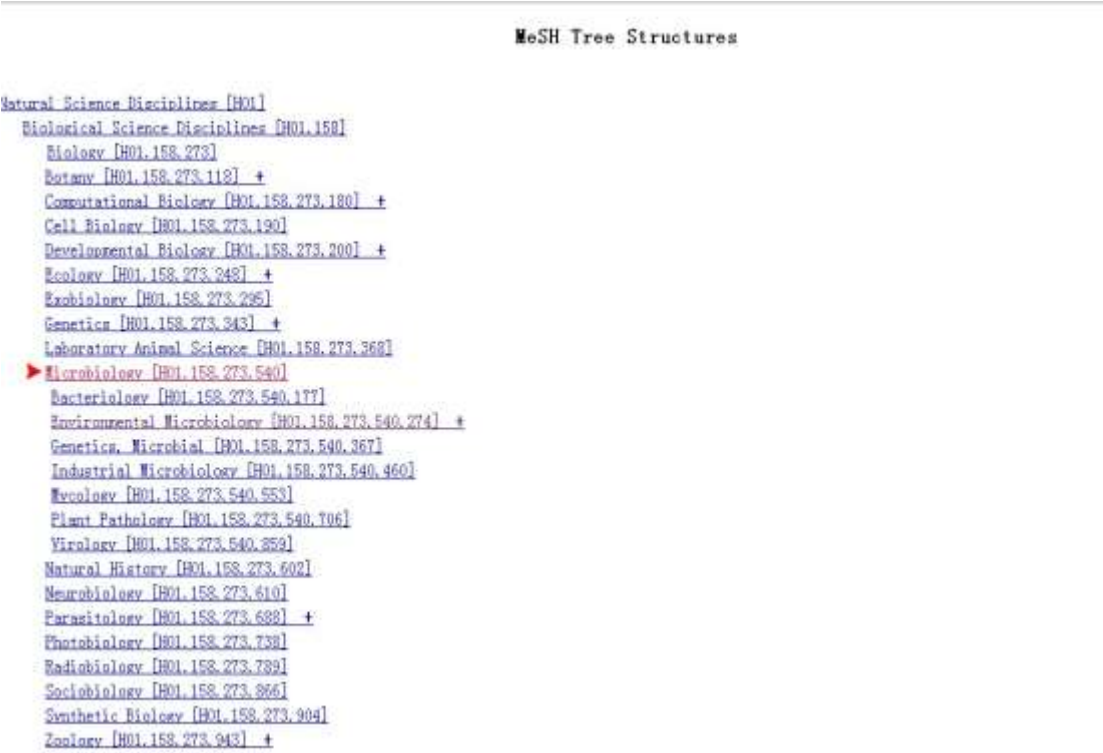 MeSH Tree Structures
Natural Science Disciplines [H01]
Biological Science Disciplines [H01.158]
Biology [H01.158.273]
Botany [H01.158.273.118] +
Computational Biology [H01.158.273.180] +
Cell Biology [H01.158.273.190]
Developmental Biology [H01.158.273.200] +
Ecology [H01.158.273.248] +
Exobiology [H01.158.273.295]
Genetics [H01.158.273.343] +
Laboratory Animal Science [H01.158.273.368]
Microbiology [H01.158.273.540]
Bacteriology [H01.158.273.540.177]
Environmental Microbiology [H01.158.273.540.274] +
Genetics, Microbial [H01.158.273.540.367]
Industrial Microbiology [H01.158.273.540.460]
Mycology [H01.158.273.540.553]
Plant Pathology [H01.158.273.540.706]
Virology [H01.158.273.540.859]
Natural History [H01.158.273.602]
Neurobiology [H01.158.273.610]
Parasitology [H01.158.273.688] +
Photobiology [H01.158.273.738]
Radiobiology [H01.158.273.789]
Sociobiology [H01.158.273.866]
Synthetic Biology [H01.158.273.904]
Zoology [H01.158.273.943] +